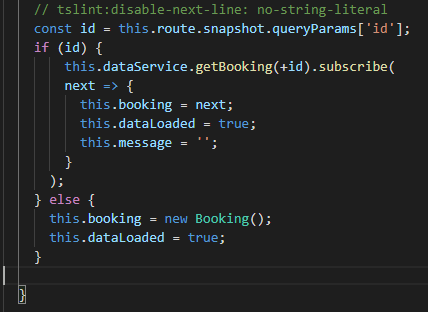 // tslint:disable-next-line: no-string-literal
const id = this.route.snapshot.queryParams['id'];
if (id) {
this.dataService.getBooking(+id).subscribe(
next => {
this.booking = next;
this.dataLoaded = true;
this.message = '';
}
);
} else {
this.booking = new Booking();
this.dataLoaded = true;
}
}